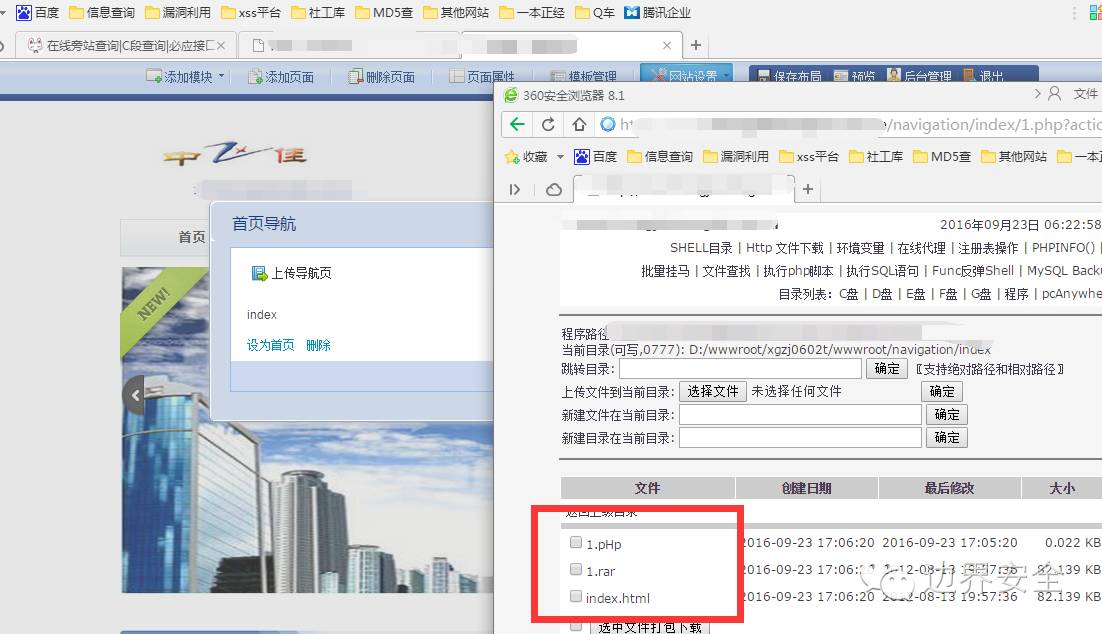 百度 信息查询 漏洞利用 xss平台 社工库 MD5查 其他网站 一本正经 Q车 腾讯企业
在线旁站查询|C段查询|必应接口
添加模块 添加页面 删除页面 页面属性 模板管理 网站设置 保存布局 预览 后台管理 退出
360安全浏览器 8.1 文件
/navigation/index/1.php?actio
收藏 百度 信息查询 漏洞利用 xss平台 社工库 MD5查 其他网站 一本
中飞佳
首页
NEW!
首页导航
上传导航页
index
设为首页 删除
2016年09月23日 06:22:58
SHELL目录 | Http 文件下载 | 环境变量 | 在线代理 | 注册表操作 | PHPINFO() |
批量挂马 | 文件查找 | 执行php脚本 | 执行SQL语句 | Func反弹Shell | MySQL Backu
目录列表: C盘 | D盘 | E盘 | F盘 | G盘 | 程序 | pcAnywhe
程序路径
当前目录(可写,0777): D:/wwwroot/xgzj0602t/wwwroot/navigation/index
跳转目录: 确定 〖支持绝对路径和相对路径〗
上传文件到当前目录: 选择文件 未选择任何文件 确定
新建文件在当前目录: 确定
新建目录在当前目录: 确定
文件 创建日期 最后修改 大小
返回上级目录
1.pHp 2016-09-23 17:06:20 2016-09-23 17:05:20 0.022 KB
1.rar 2016-09-23 17:06:20 2012-08-13 19:57:36 82.139 KB
index.html 2016-09-23 17:06:20 2012-08-13 19:57:36 82.139 KB
选中文件打包下载
边界安全